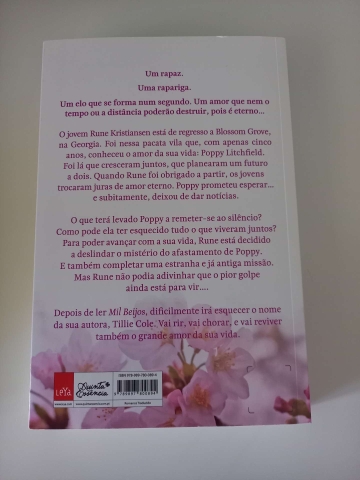 Um rapaz.
Uma rapariga.
Um elo que se forma num segundo. Um amor que nem o
tempo ou a distância poderão destruir, pois é eterno...
O jovem Rune Kristiansen está de regresso a Blossom Grove,
na Georgia. Foi nessa pacata vila que, com apenas cinco
anos, conheceu o amor da sua vida: Poppy Litchfield.
Foi lá que cresceram juntos, que planearam um futuro
a dois. Quando Rune foi obrigado a partir, os jovens
trocaram juras de amor eterno. Poppy prometeu esperar...
e subitamente, deixou de dar notícias.
O que terá levado Poppy a remeter-se ao silêncio?
Como pode ela ter esquecido tudo o que viveram juntos?
Para poder avançar com a sua vida, Rune está decidido
a deslindar o mistério do afastamento de Poppy.
E também completar uma estranha e já antiga missão.
Mas Rune não podia adivinhar que o pior golpe
ainda está para vir....
Depois de ler Mil Beijos, dificilmente irá esquecer o nome
da sua autora, Tillie Cole. Vai rir, vai chorar, e vai reviver
também o grande amor da sua vida.
LeYa
Quinta
Essência